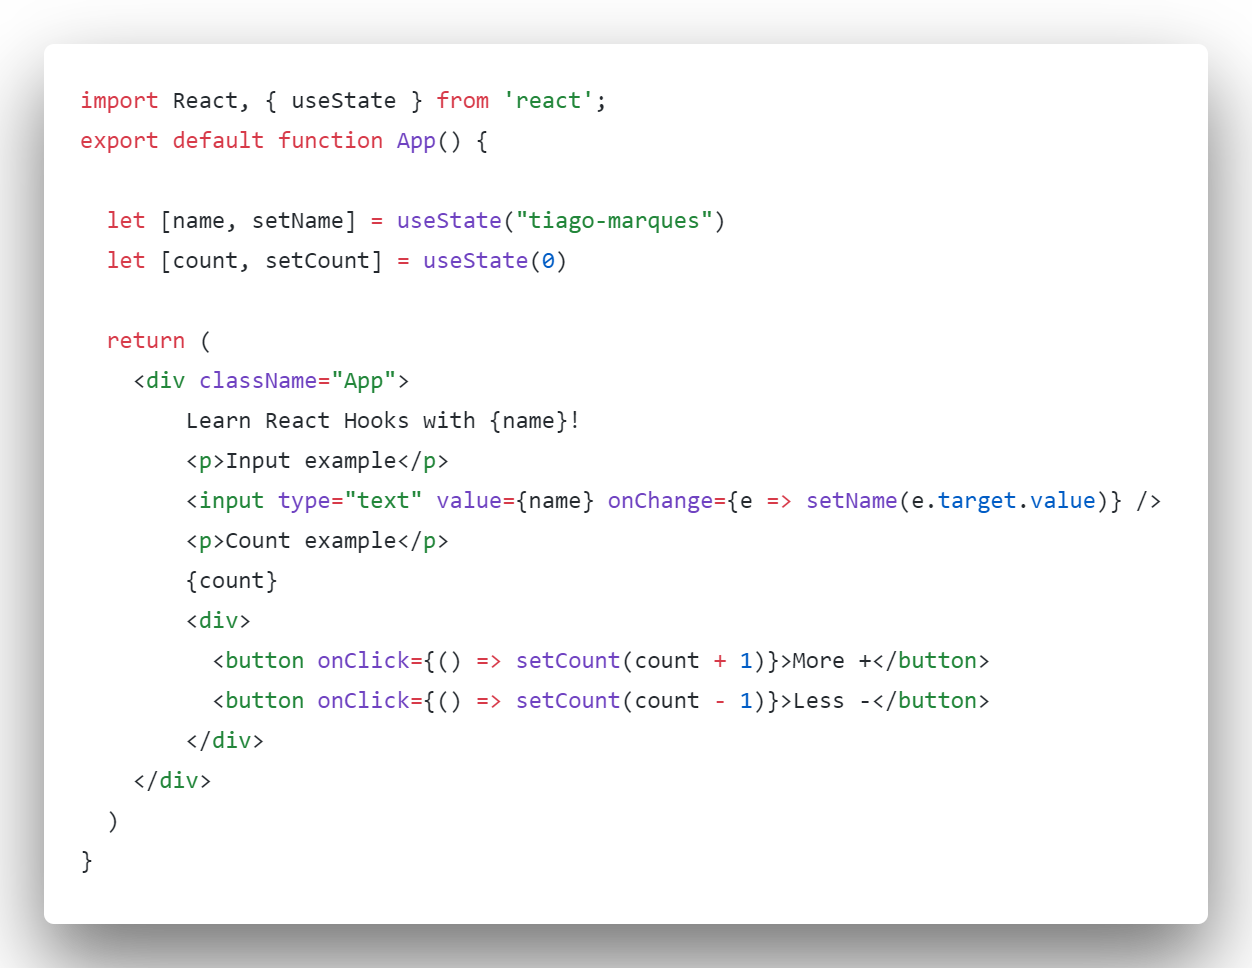 import React, { useState } from 'react';
export default function App() {

  let [name, setName] = useState("tiago-marques")
  let [count, setCount] = useState(0)

  return (
    <div className="App">
        Learn React Hooks with {name}!
        <p>Input example</p>
        <input type="text" value={name} onChange={e => setName(e.target.value)} />
        <p>Count example</p>
        {count}
        <div>
          <button onClick={() => setCount(count + 1)}>More +</button>
          <button onClick={() => setCount(count - 1)}>Less -</button>
        </div>
    </div>
  )
}